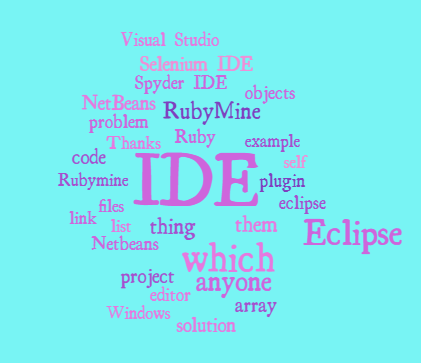 Visual Studio
Selenium IDE
Spyder IDE
objects
NetBeans
RubyMine
problem
Ruby
Thanks
example
code
IDE
self
Rubymine
plugin
files
eclipse
link
list
thing
them
Eclipse
Netbeans
which
project
anyone
editor
array
Windows
solution